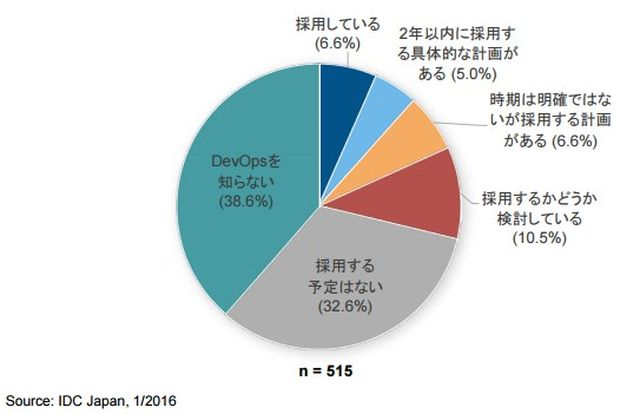 採用している
(6.6%)
2年以内に採用す
る具体的な計画が
ある (5.0%)
時期は明確ではな
いが採用する計画
がある (6.6%)
採用するかどうか
検討している
(10.5%)
採用する
予定はない
(32.6%)
DevOpsを
知らない
(38.6%)
n = 515
Source: IDC Japan, 1/2016